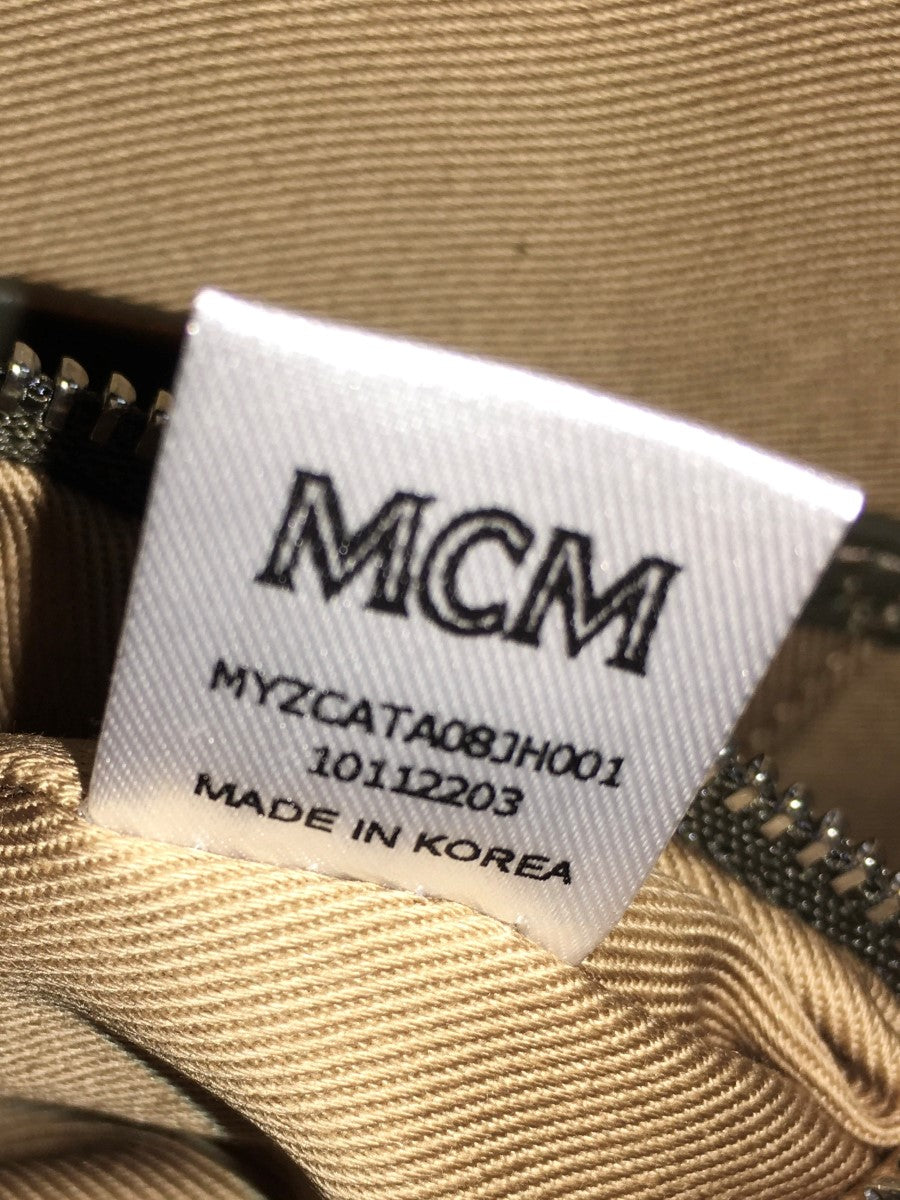 MCM
MYZCATA08JH001
10112203
MADE IN KOREA